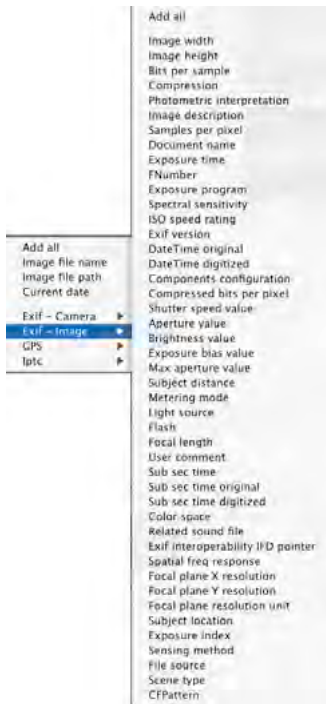 Add all
Image file name
Image file path
Current date
Exif - Camera
Exif - Image
GPS
Iptc
Add all
Image width
Image height
Bits per sample
Compression
Photometric interpretation
Image description
Samples per pixel
Document name
Exposure time
FNumber
Exposure program
Spectral sensitivity
ISO speed rating
Exif version
DateTime original
DateTime digitized
Components configuration
Compressed bits per pixel
Shutter speed value
Aperture value
Brightness value
Exposure bias value
Max aperture value
Subject distance
Metering mode
Light source
Flash
Focal length
User comment
Sub sec time
Sub sec time original
Sub sec time digitized
Color space
Related sound file
Exif interoperability IFD pointer
Spatial freq response
Focal plane X resolution
Focal plane Y resolution
Focal plane resolution unit
Subject location
Exposure index
Sensing method
File source
Scene type
CFPattern